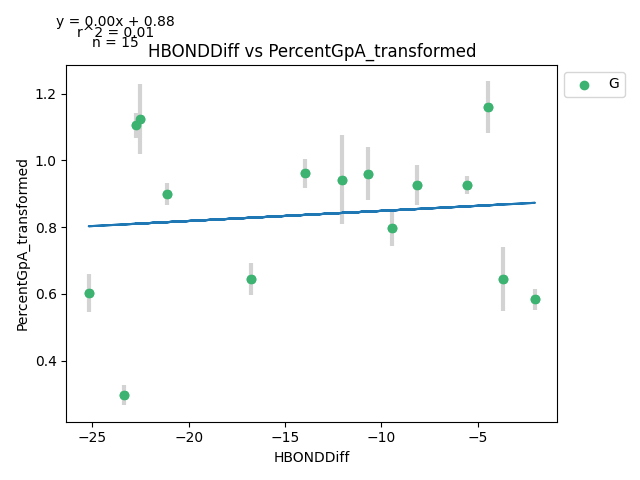 y = 0.00x + 0.88
r^2 = 0.01
n = 15
HBONDDiff vs PercentGpA_transformed
G
PercentGpA_transformed
1.2
1.0
0.8
0.6
0.4
−25
−20
−15
−10
−5
HBONDDiff